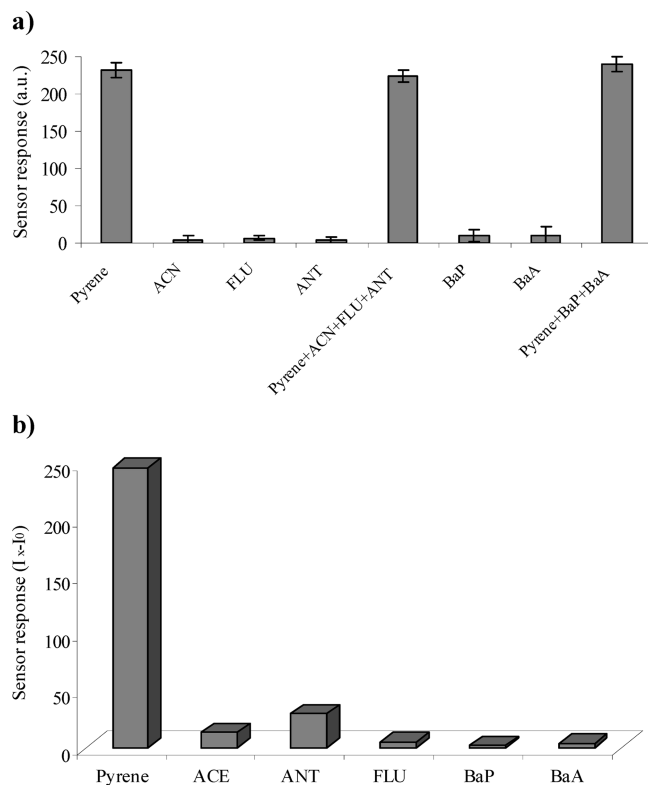 a)
Sensor response (a.u.)
250
200
150
100
50
0
Pyrene
ACN
FLU
ANT
Pyrene+ACN+FLU+ANT
BaP
BaA
Pyrene+BaP+BaA
b)
Sensor response (I x-I0)
250
200
150
100
50
0
Pyrene ACE ANT FLU BaP BaA